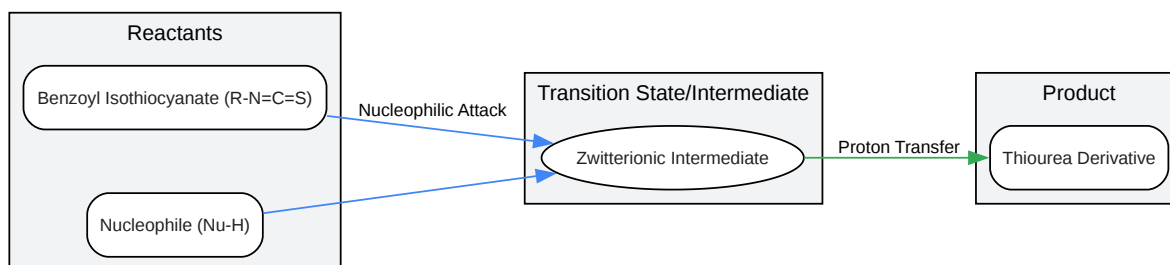 Reactants
Benzoyl Isothiocyanate (R-N=C=S)
Nucleophile (Nu-H)
Nucleophilic Attack
Transition State/Intermediate
Zwitterionic Intermediate
Proton Transfer
Product
Thiourea Derivative